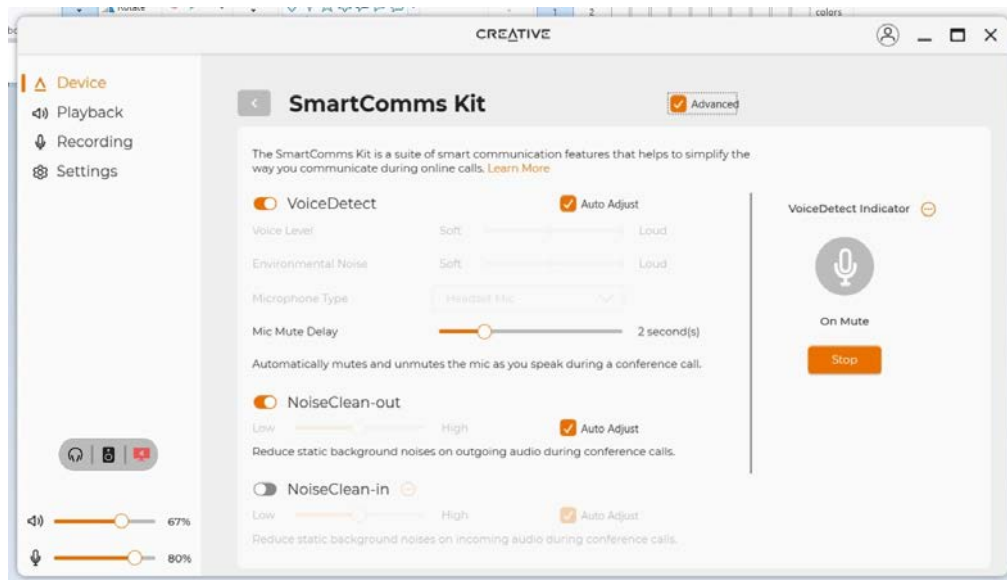 Rotate
1 2
colors
CREATIVE
Device
Playback
Recording
Settings
SmartComms Kit
Advanced
The SmartComms Kit is a suite of smart communication features that helps to simplify the
way you communicate during online calls. Learn More
VoiceDetect
Auto Adjust
Voice Level Soft Loud
Environmental Noise Soft Loud
Microphone Type Headset Mic
Mic Mute Delay 2 second(s)
Automatically mutes and unmutes the mic as you speak during a conference call.
NoiseClean-out
Low High Auto Adjust
Reduce static background noises on outgoing audio during conference calls.
NoiseClean-in
Low High Auto Adjust
Reduce static background noises on incoming audio during conference calls.
VoiceDetect Indicator
On Mute
Stop
67%
80%